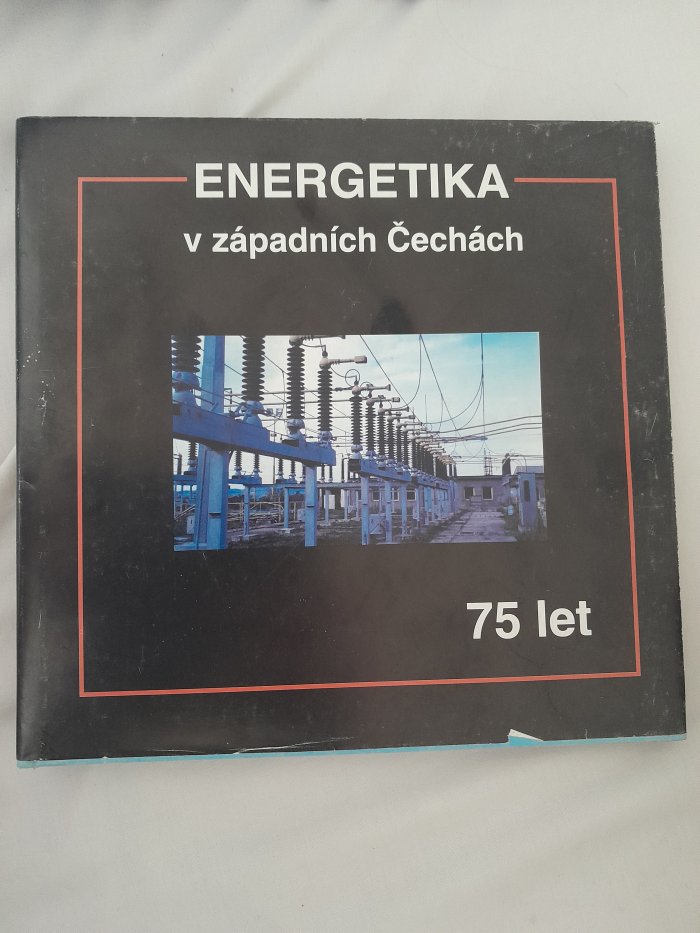 ENERGETIKA
v západních Čechách
75 let